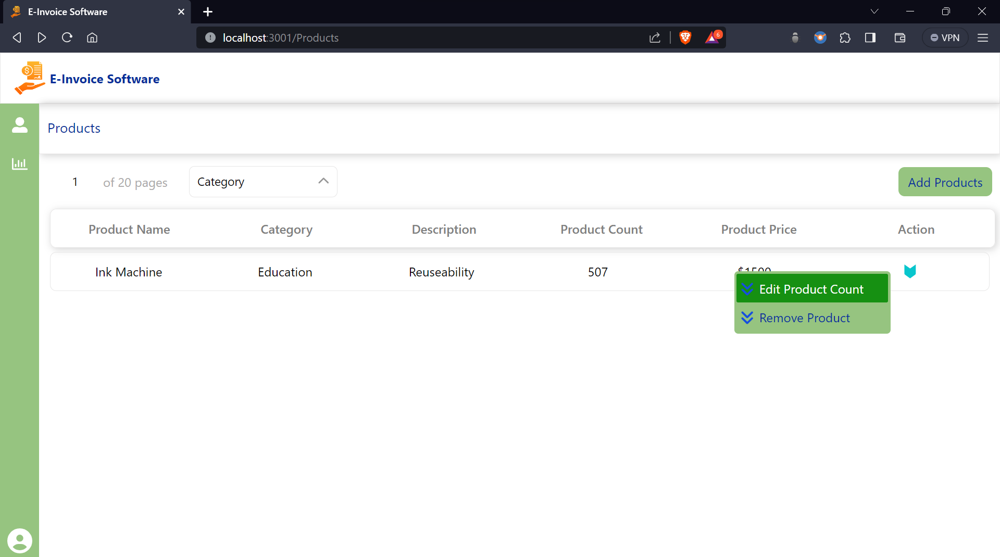 E-Invoice Software
localhost:3001/Products
6
VPN
E-Invoice Software
Products
1 of 20 pages Category Add Products
Product Name Category Description Product Count Product Price Action
Ink Machine Education Reuseability 507 $1500
Edit Product Count
Remove Product